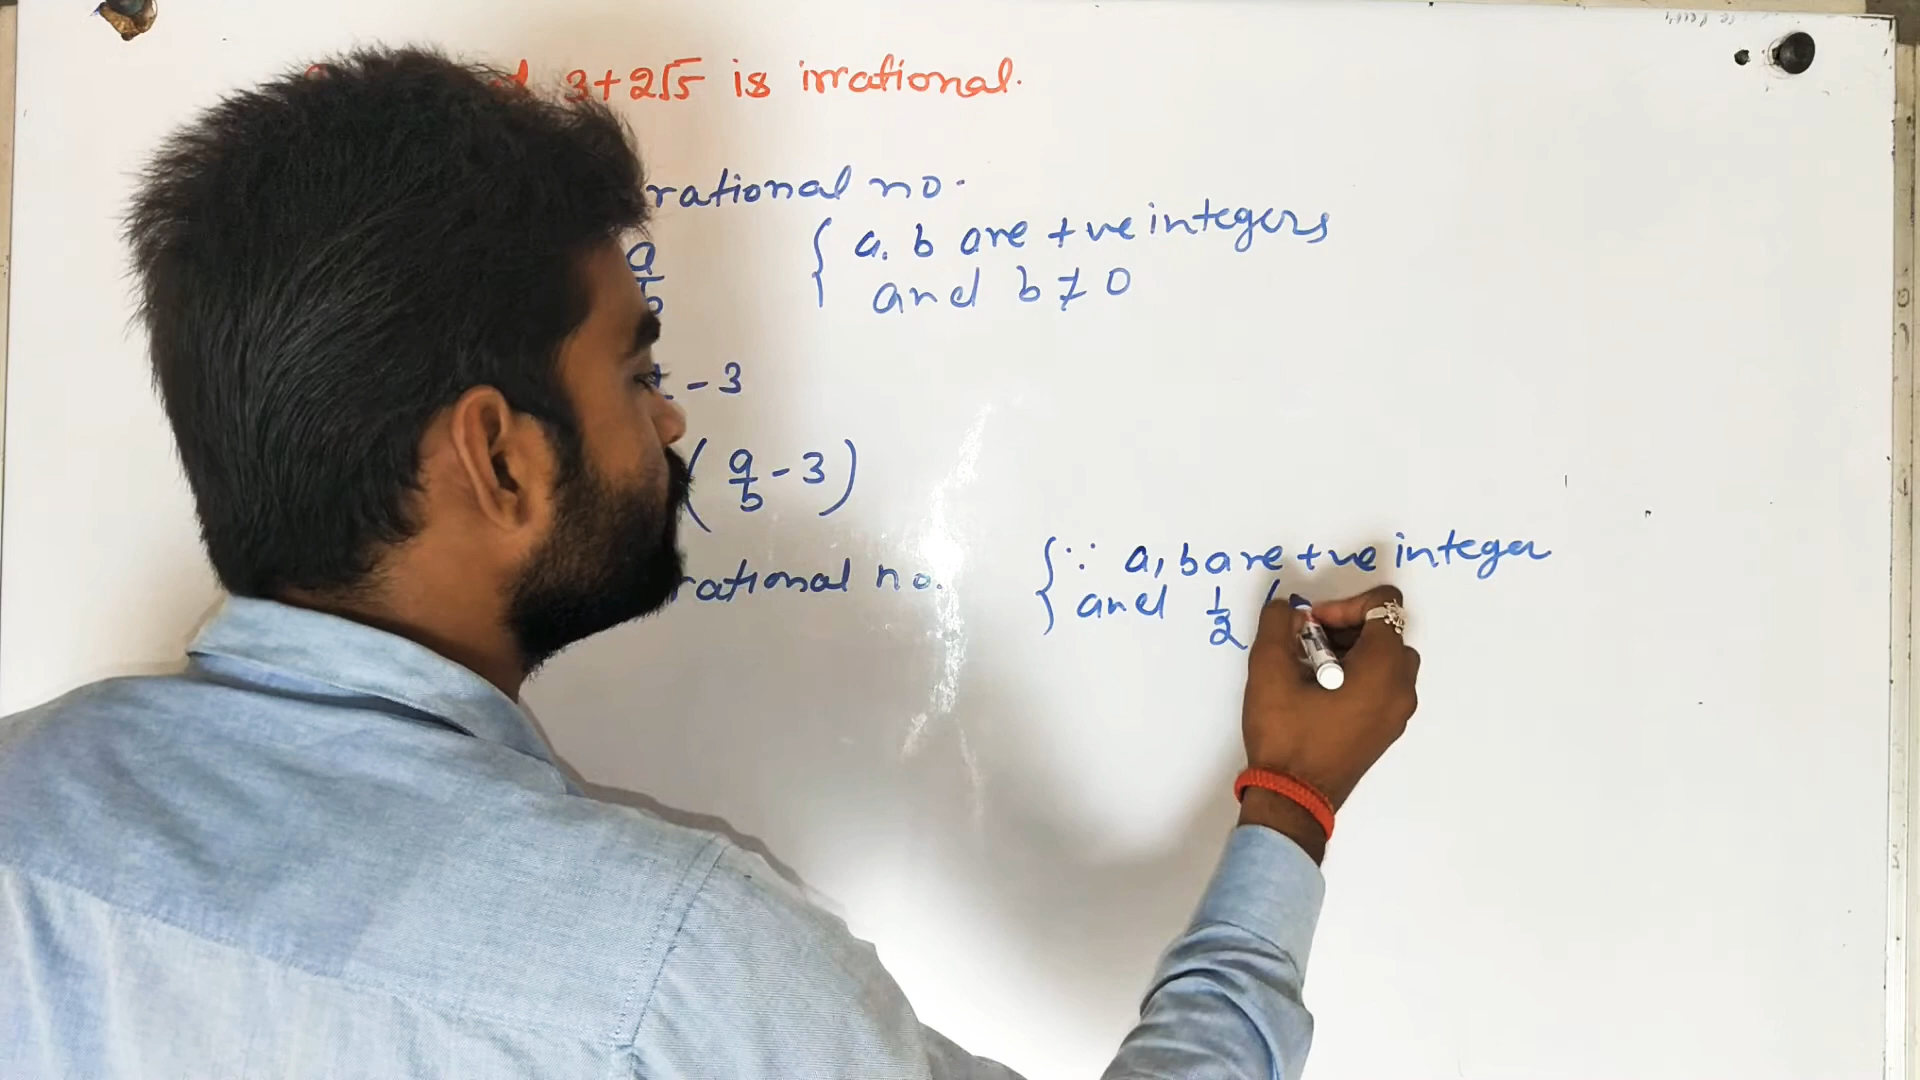 3+2√5 is irrational.
rational no.
a/b { a, b are +ve integers
and b ≠ 0
- 3
( a/b - 3 )
rational no. { ∵ a, b are +ve integer
and 1/2 (